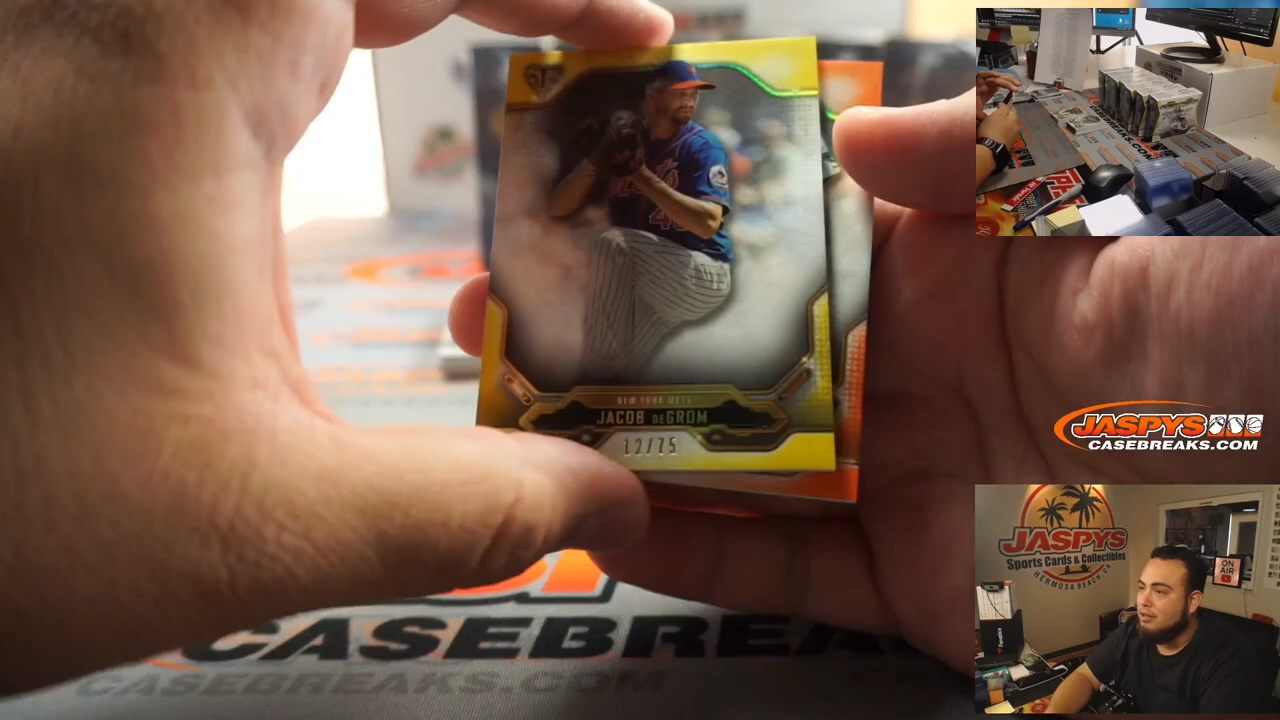 NEW YORK METS
JACOB deGROM
12/75
JASPYS
CASEBREAKS.COM
JASPYS
Sports Cards & Collectibles
HERMOSA BEACH, CA
ON
AIR
CASEBREA
CASEBREAKS.COM